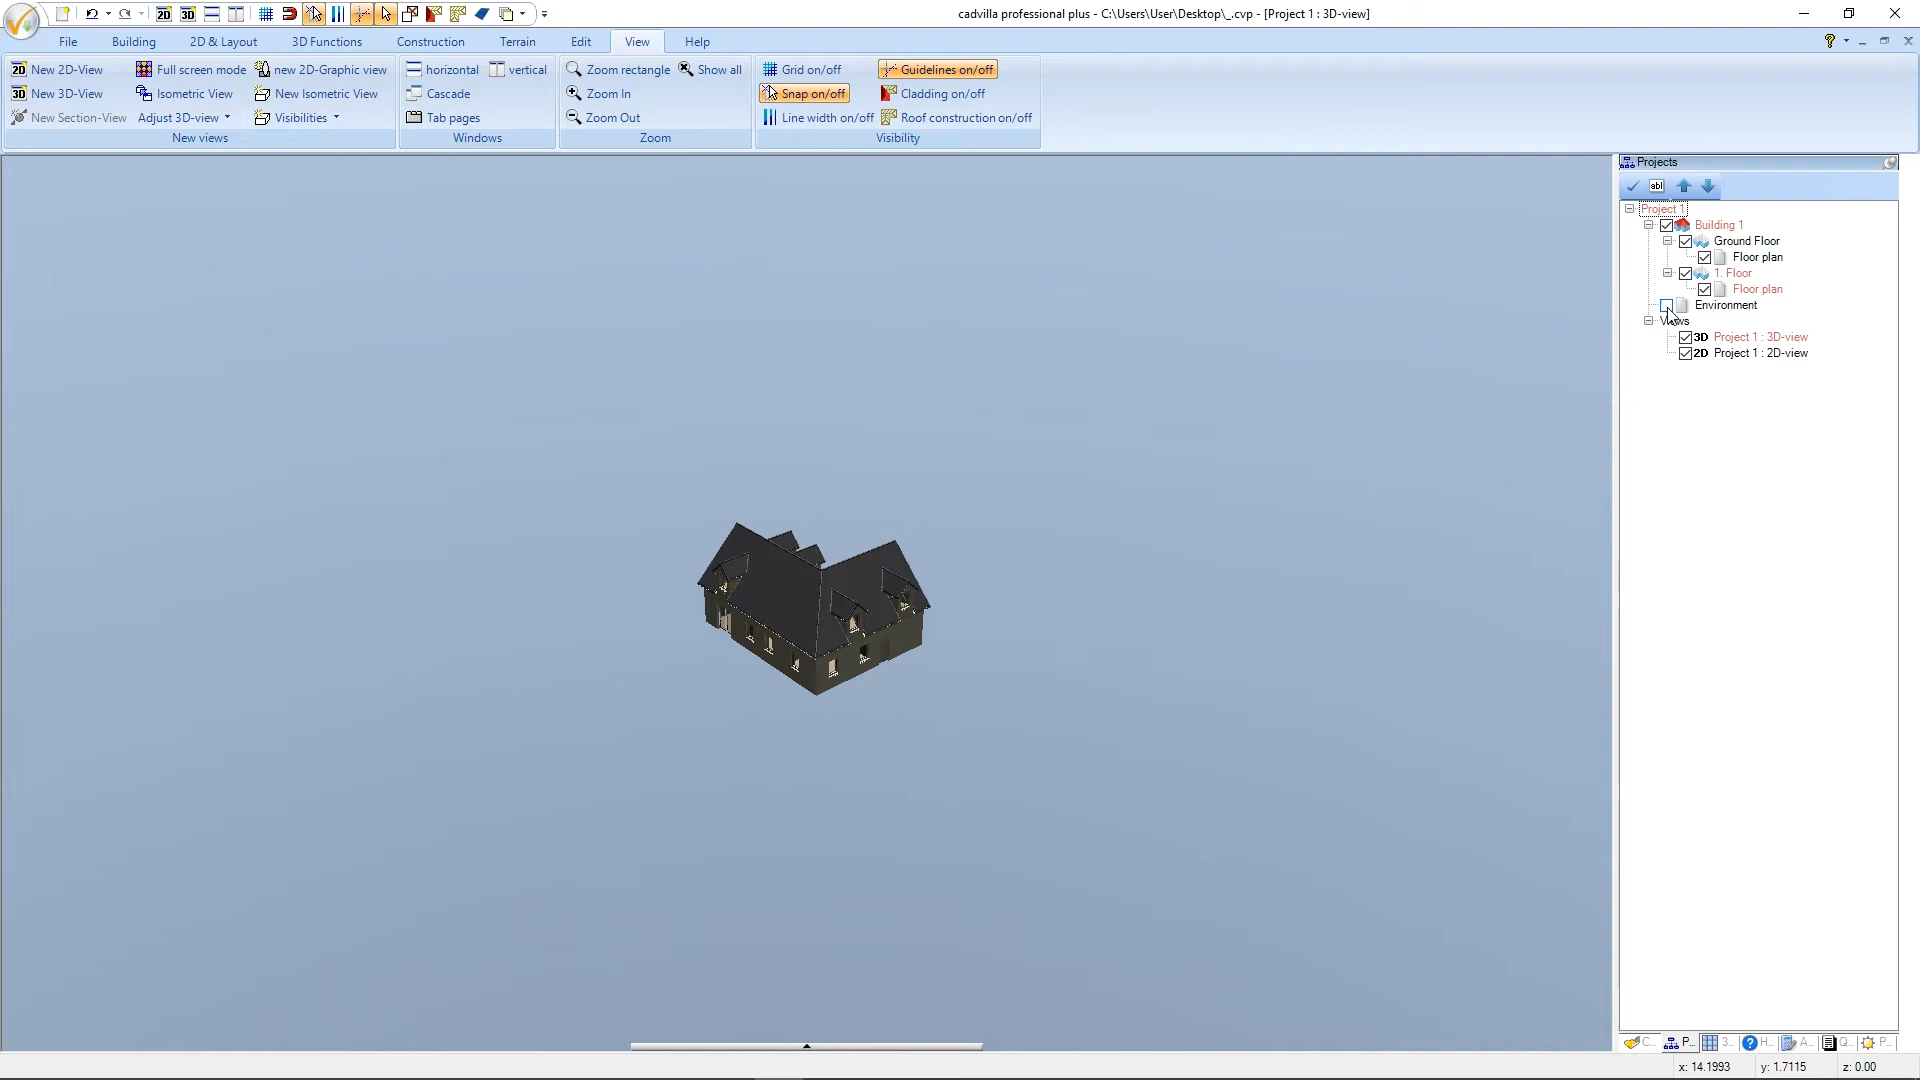 cadvilla professional plus - C:\Users\User\Desktop\_.cvp - [Project 1 : 3D-view]
File Building 2D & Layout 3D Functions Construction Terrain Edit View Help
2D New 2D-View Full screen mode new 2D-Graphic view horizontal vertical Zoom rectangle Show all Grid on/off Guidelines on/off
3D New 3D-View Isometric View New Isometric View Cascade Zoom In Snap on/off Cladding on/off
New Section-View Adjust 3D-view Visibilities Tab pages Zoom Out Line width on/off Roof construction on/off
New views Windows Zoom Visibility
Projects
abl
Project 1
Building 1
Ground Floor
Floor plan
1. Floor
Floor plan
Environment
3D Project 1 : 3D-view
2D Project 1 : 2D-view
C... P... 3... H... A... Q... P...
x: 14.1993 y: 1.7115 z: 0.00